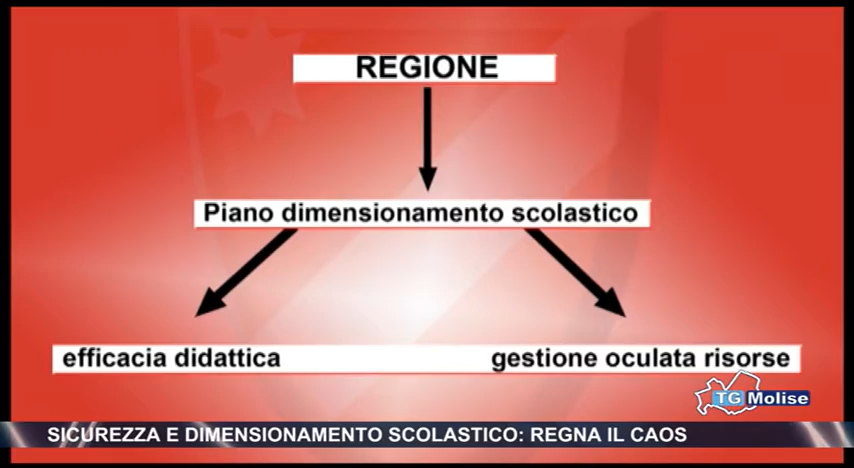 REGIONE
Piano dimensionamento scolastico
efficacia didattica
gestione oculata risorse
TG Molise
SICUREZZA E DIMENSIONAMENTO SCOLASTICO: REGNA IL CAOS